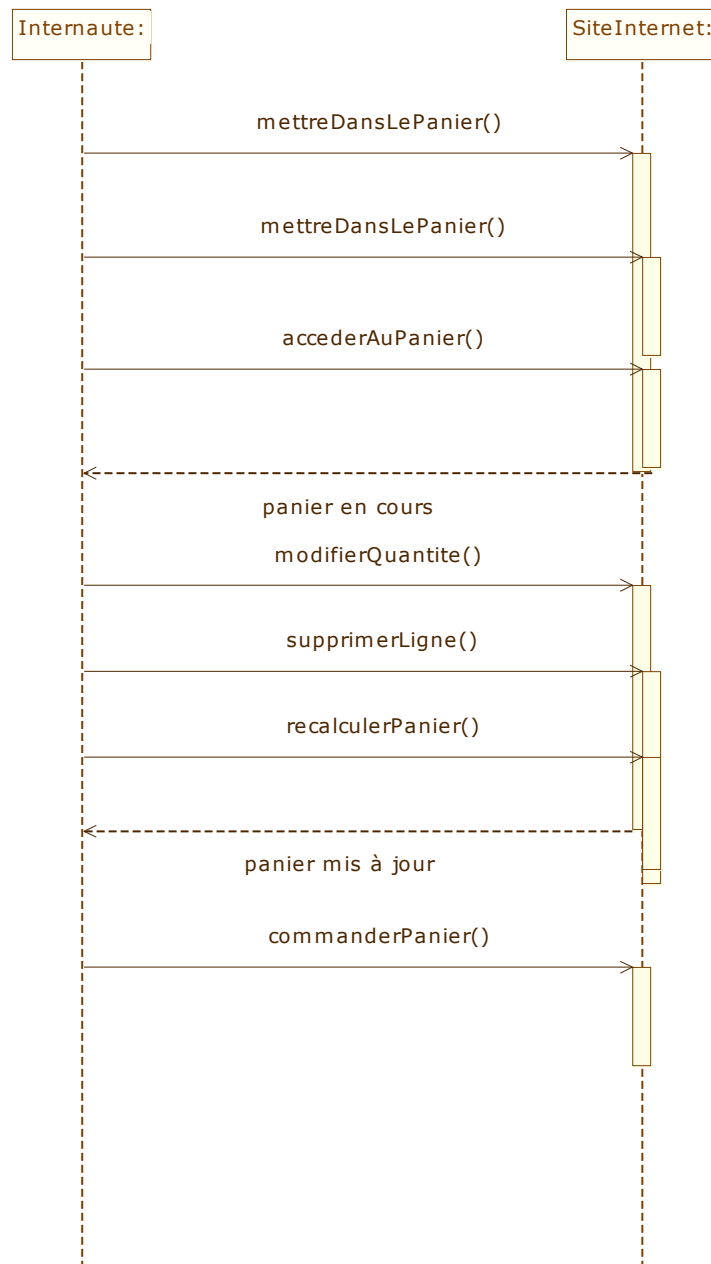 Internaute:
SiteInternet:
mettreDansLePanier()
mettreDansLePanier()
accederAuPanier()
panier en cours
modifierQuantite()
supprimerLigne()
recalculerPanier()
panier mis à jour
commanderPanier()